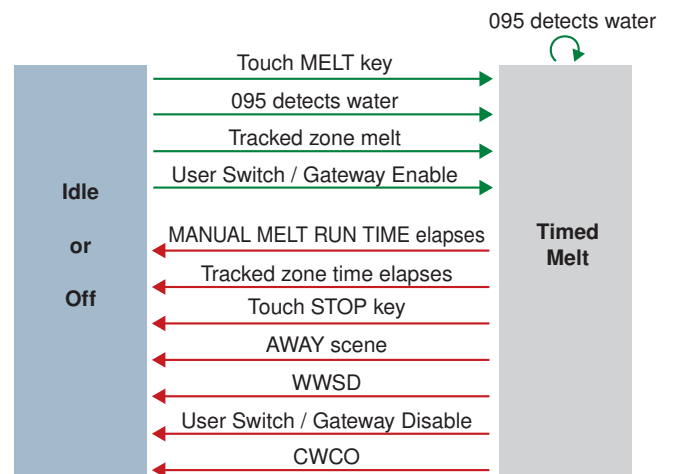 095 detects water
Touch MELT key
095 detects water
Tracked zone melt
User Switch / Gateway Enable
Idle
or
Off
MANUAL MELT RUN TIME elapses
Tracked zone time elapses
Touch STOP key
AWAY scene
WWSD
User Switch / Gateway Disable
CWCO
Timed
Melt